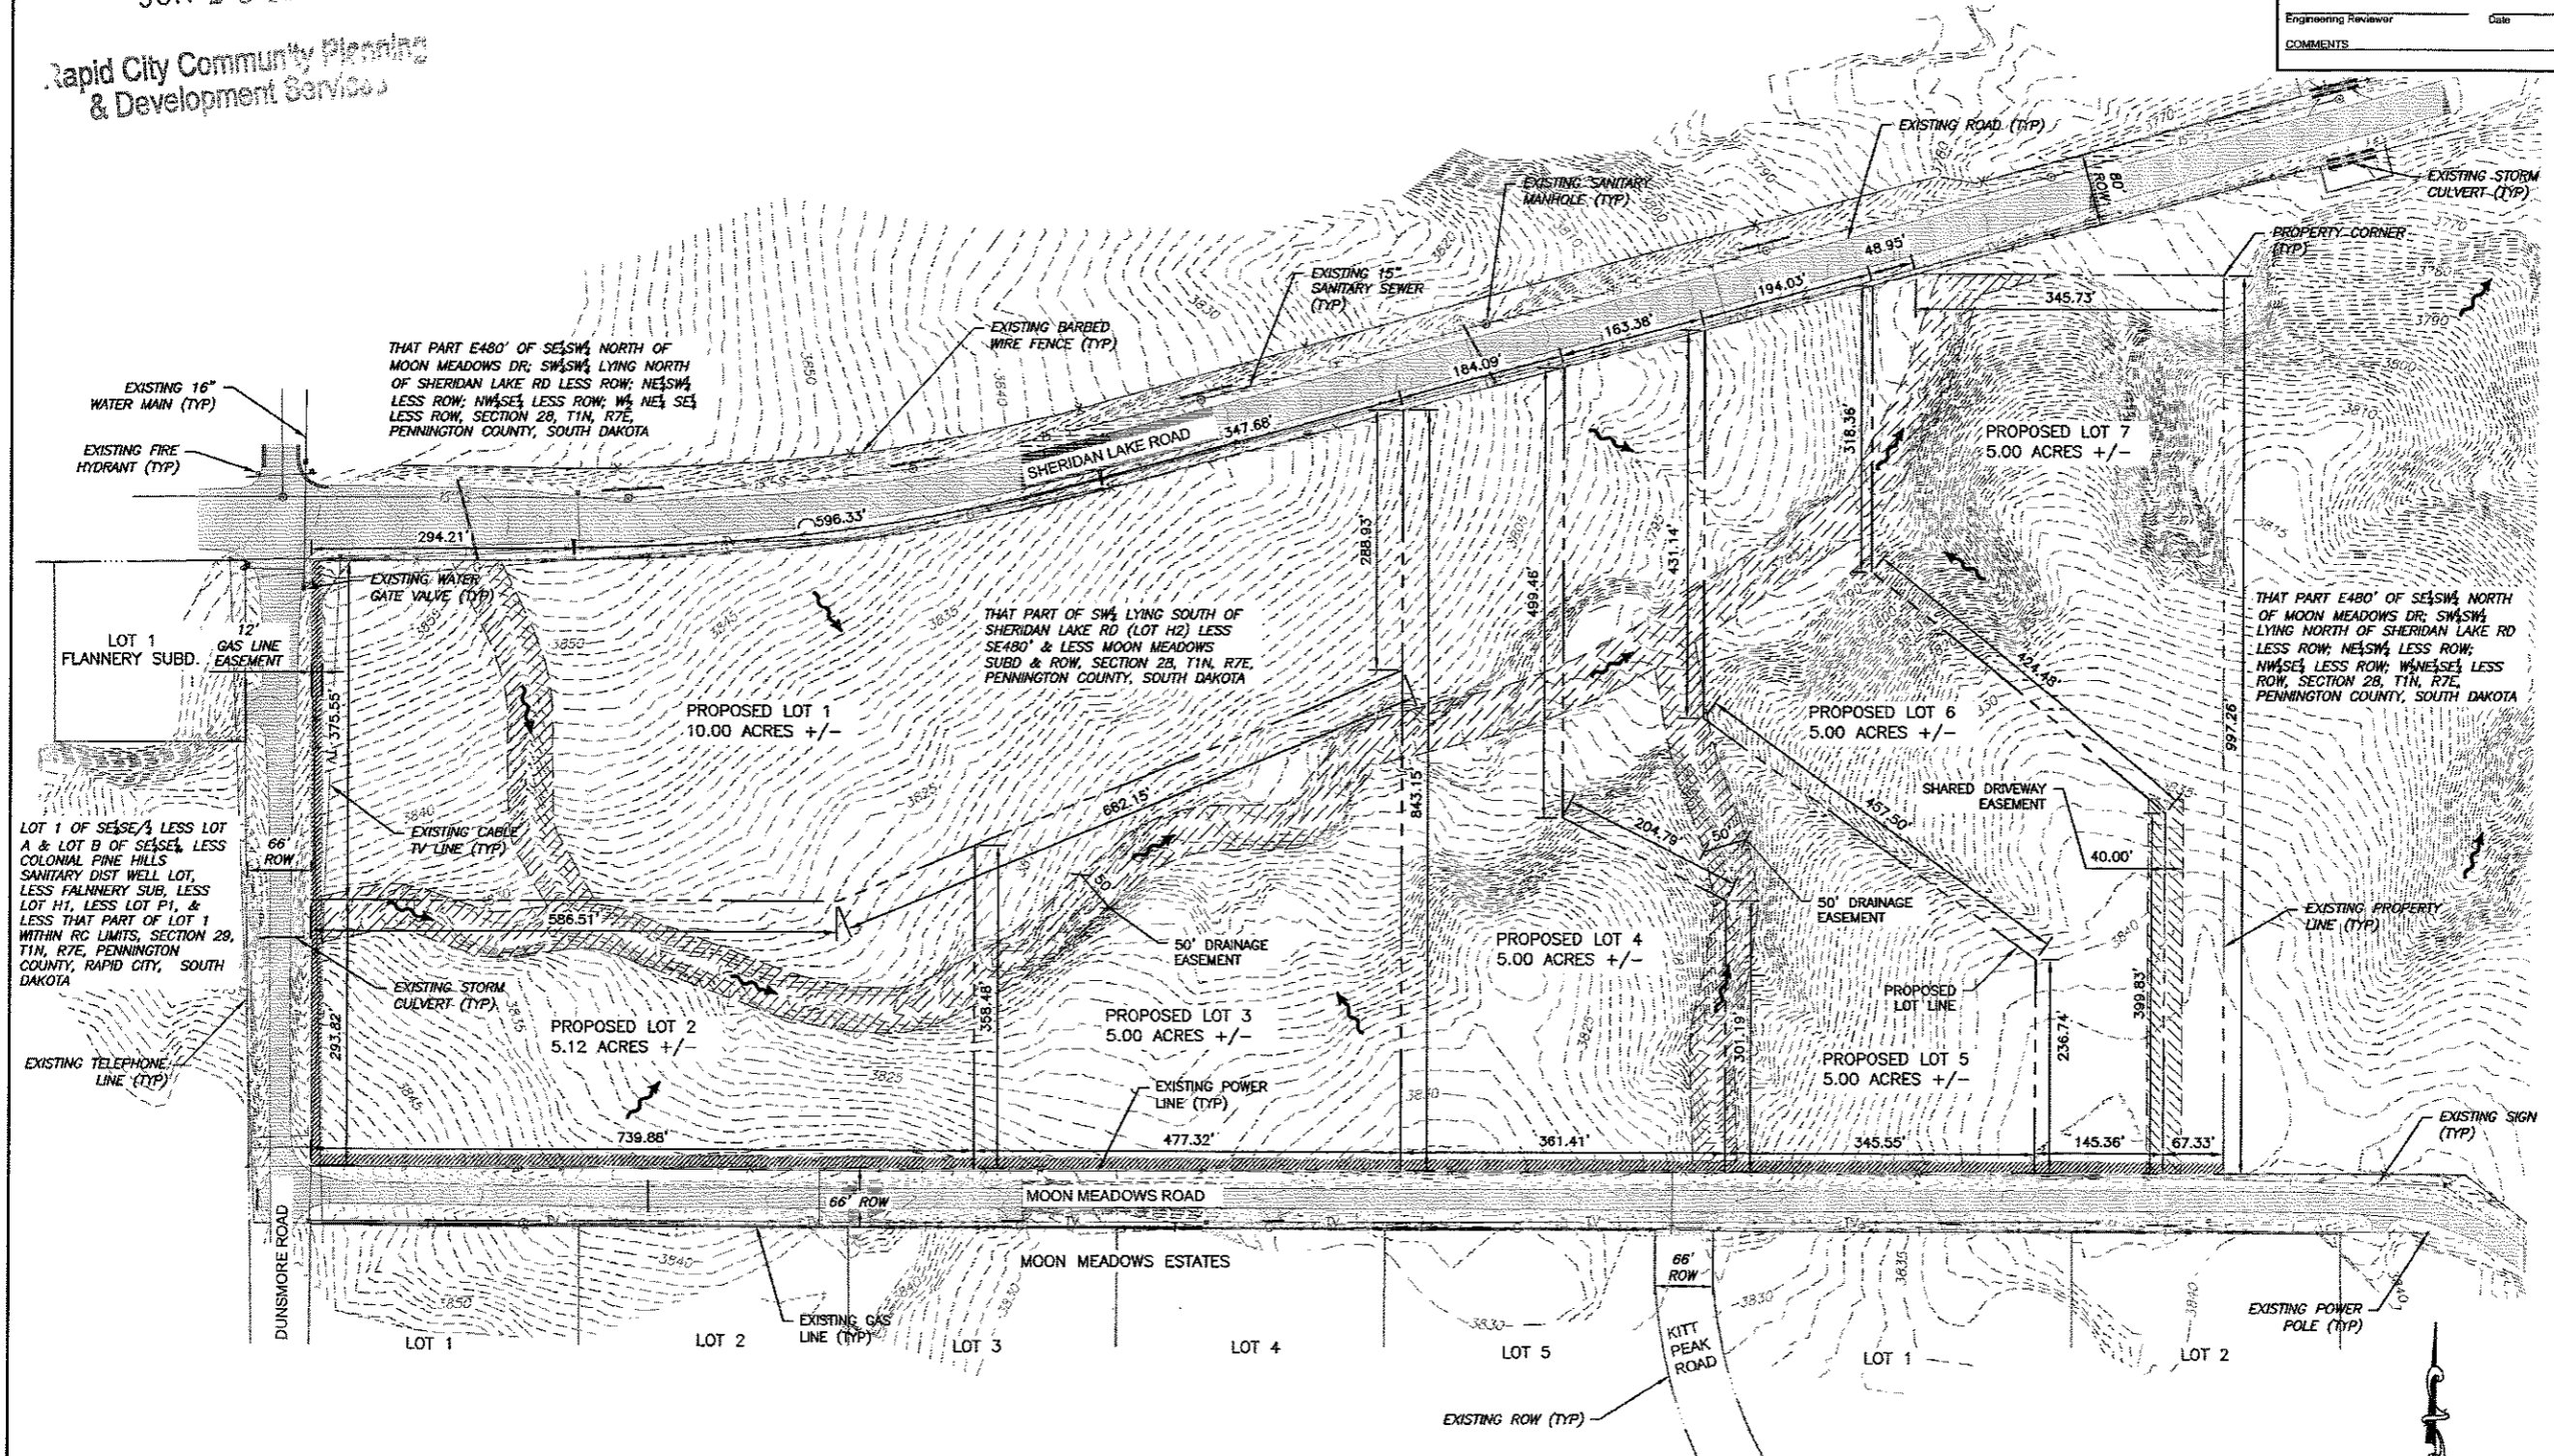 Rapid City Community Planning
& Development Services
Engineering Reviewer Date
COMMENTS
EXISTING ROAD (TYP)
80'
ROW
EXISTING STORM
CULVERT (TYP)
EXISTING SANITARY
MANHOLE (TYP)
PROPERTY CORNER
(TYP)
EXISTING 15"
SANITARY SEWER
(TYP)
EXISTING BARBED
WIRE FENCE (TYP)
THAT PART E480' OF SE¼SW¼ NORTH OF
MOON MEADOWS DR; SW¼SW¼ LYING NORTH
OF SHERIDAN LAKE RD LESS ROW; NE¼SW¼
LESS ROW; NW¼SE¼ LESS ROW; W½ NE¼ SE¼
LESS ROW, SECTION 28, T1N, R7E,
PENNINGTON COUNTY, SOUTH DAKOTA
EXISTING 16"
WATER MAIN (TYP)
EXISTING FIRE
HYDRANT (TYP)
SHERIDAN LAKE ROAD
294.21'
596.33'
347.68'
184.09'
163.38'
194.03'
48.95'
345.73'
3770
3780
3790
3800
3810
3815
3820
3830
3840
3850
EXISTING WATER
GATE VALVE (TYP)
LOT 1
FLANNERY SUBD.
12'
GAS LINE
EASEMENT
375.55'
THAT PART OF SW¼ LYING SOUTH OF
SHERIDAN LAKE RD (LOT H2) LESS
SE480' & LESS MOON MEADOWS
SUBD & ROW, SECTION 28, T1N, R7E,
PENNINGTON COUNTY, SOUTH DAKOTA
PROPOSED LOT 1
10.00 ACRES +/-
288.93'
499.46'
431.14'
318.36'
PROPOSED LOT 7
5.00 ACRES +/-
THAT PART E480' OF SE¼SW¼ NORTH
OF MOON MEADOWS DR; SW¼SW¼
LYING NORTH OF SHERIDAN LAKE RD
LESS ROW; NE¼SW¼ LESS ROW;
NW¼SE¼ LESS ROW; W½NE¼SE¼ LESS
ROW, SECTION 28, T1N, R7E,
PENNINGTON COUNTY, SOUTH DAKOTA
PROPOSED LOT 6
5.00 ACRES +/-
424.48'
997.26'
SHARED DRIVEWAY
EASEMENT
40.00'
457.50'
204.79'
50'
50' DRAINAGE
EASEMENT
LOT 1 OF SE¼SE/¼ LESS LOT
A & LOT B OF SE¼SE¼, LESS
COLONIAL PINE HILLS
SANITARY DIST WELL LOT,
LESS FALNNERY SUB, LESS
LOT H1, LESS LOT P1, &
LESS THAT PART OF LOT 1
WITHIN RC LIMITS, SECTION 29,
T1N, R7E, PENNINGTON
COUNTY, RAPID CITY, SOUTH
DAKOTA
66'
ROW
EXISTING CABLE
TV LINE (TYP)
662.15'
843.15'
586.51'
50'
50' DRAINAGE
EASEMENT
EXISTING STORM
CULVERT (TYP)
EXISTING PROPERTY
LINE (TYP)
PROPOSED
LOT LINE
PROPOSED LOT 4
5.00 ACRES +/-
PROPOSED LOT 2
5.12 ACRES +/-
PROPOSED LOT 3
5.00 ACRES +/-
PROPOSED LOT 5
5.00 ACRES +/-
293.82'
358.48'
301.19'
236.74'
399.83'
EXISTING TELEPHONE
LINE (TYP)
EXISTING POWER
LINE (TYP)
739.88'
477.32'
361.41'
345.55'
145.36'
67.33'
EXISTING SIGN
(TYP)
66' ROW
MOON MEADOWS ROAD
DUNSMORE ROAD
MOON MEADOWS ESTATES
66'
ROW
EXISTING GAS
LINE (TYP)
EXISTING POWER
POLE (TYP)
LOT 1
LOT 2
LOT 3
LOT 4
LOT 5
KITT
PEAK
ROAD
LOT 1
LOT 2
EXISTING ROW (TYP)